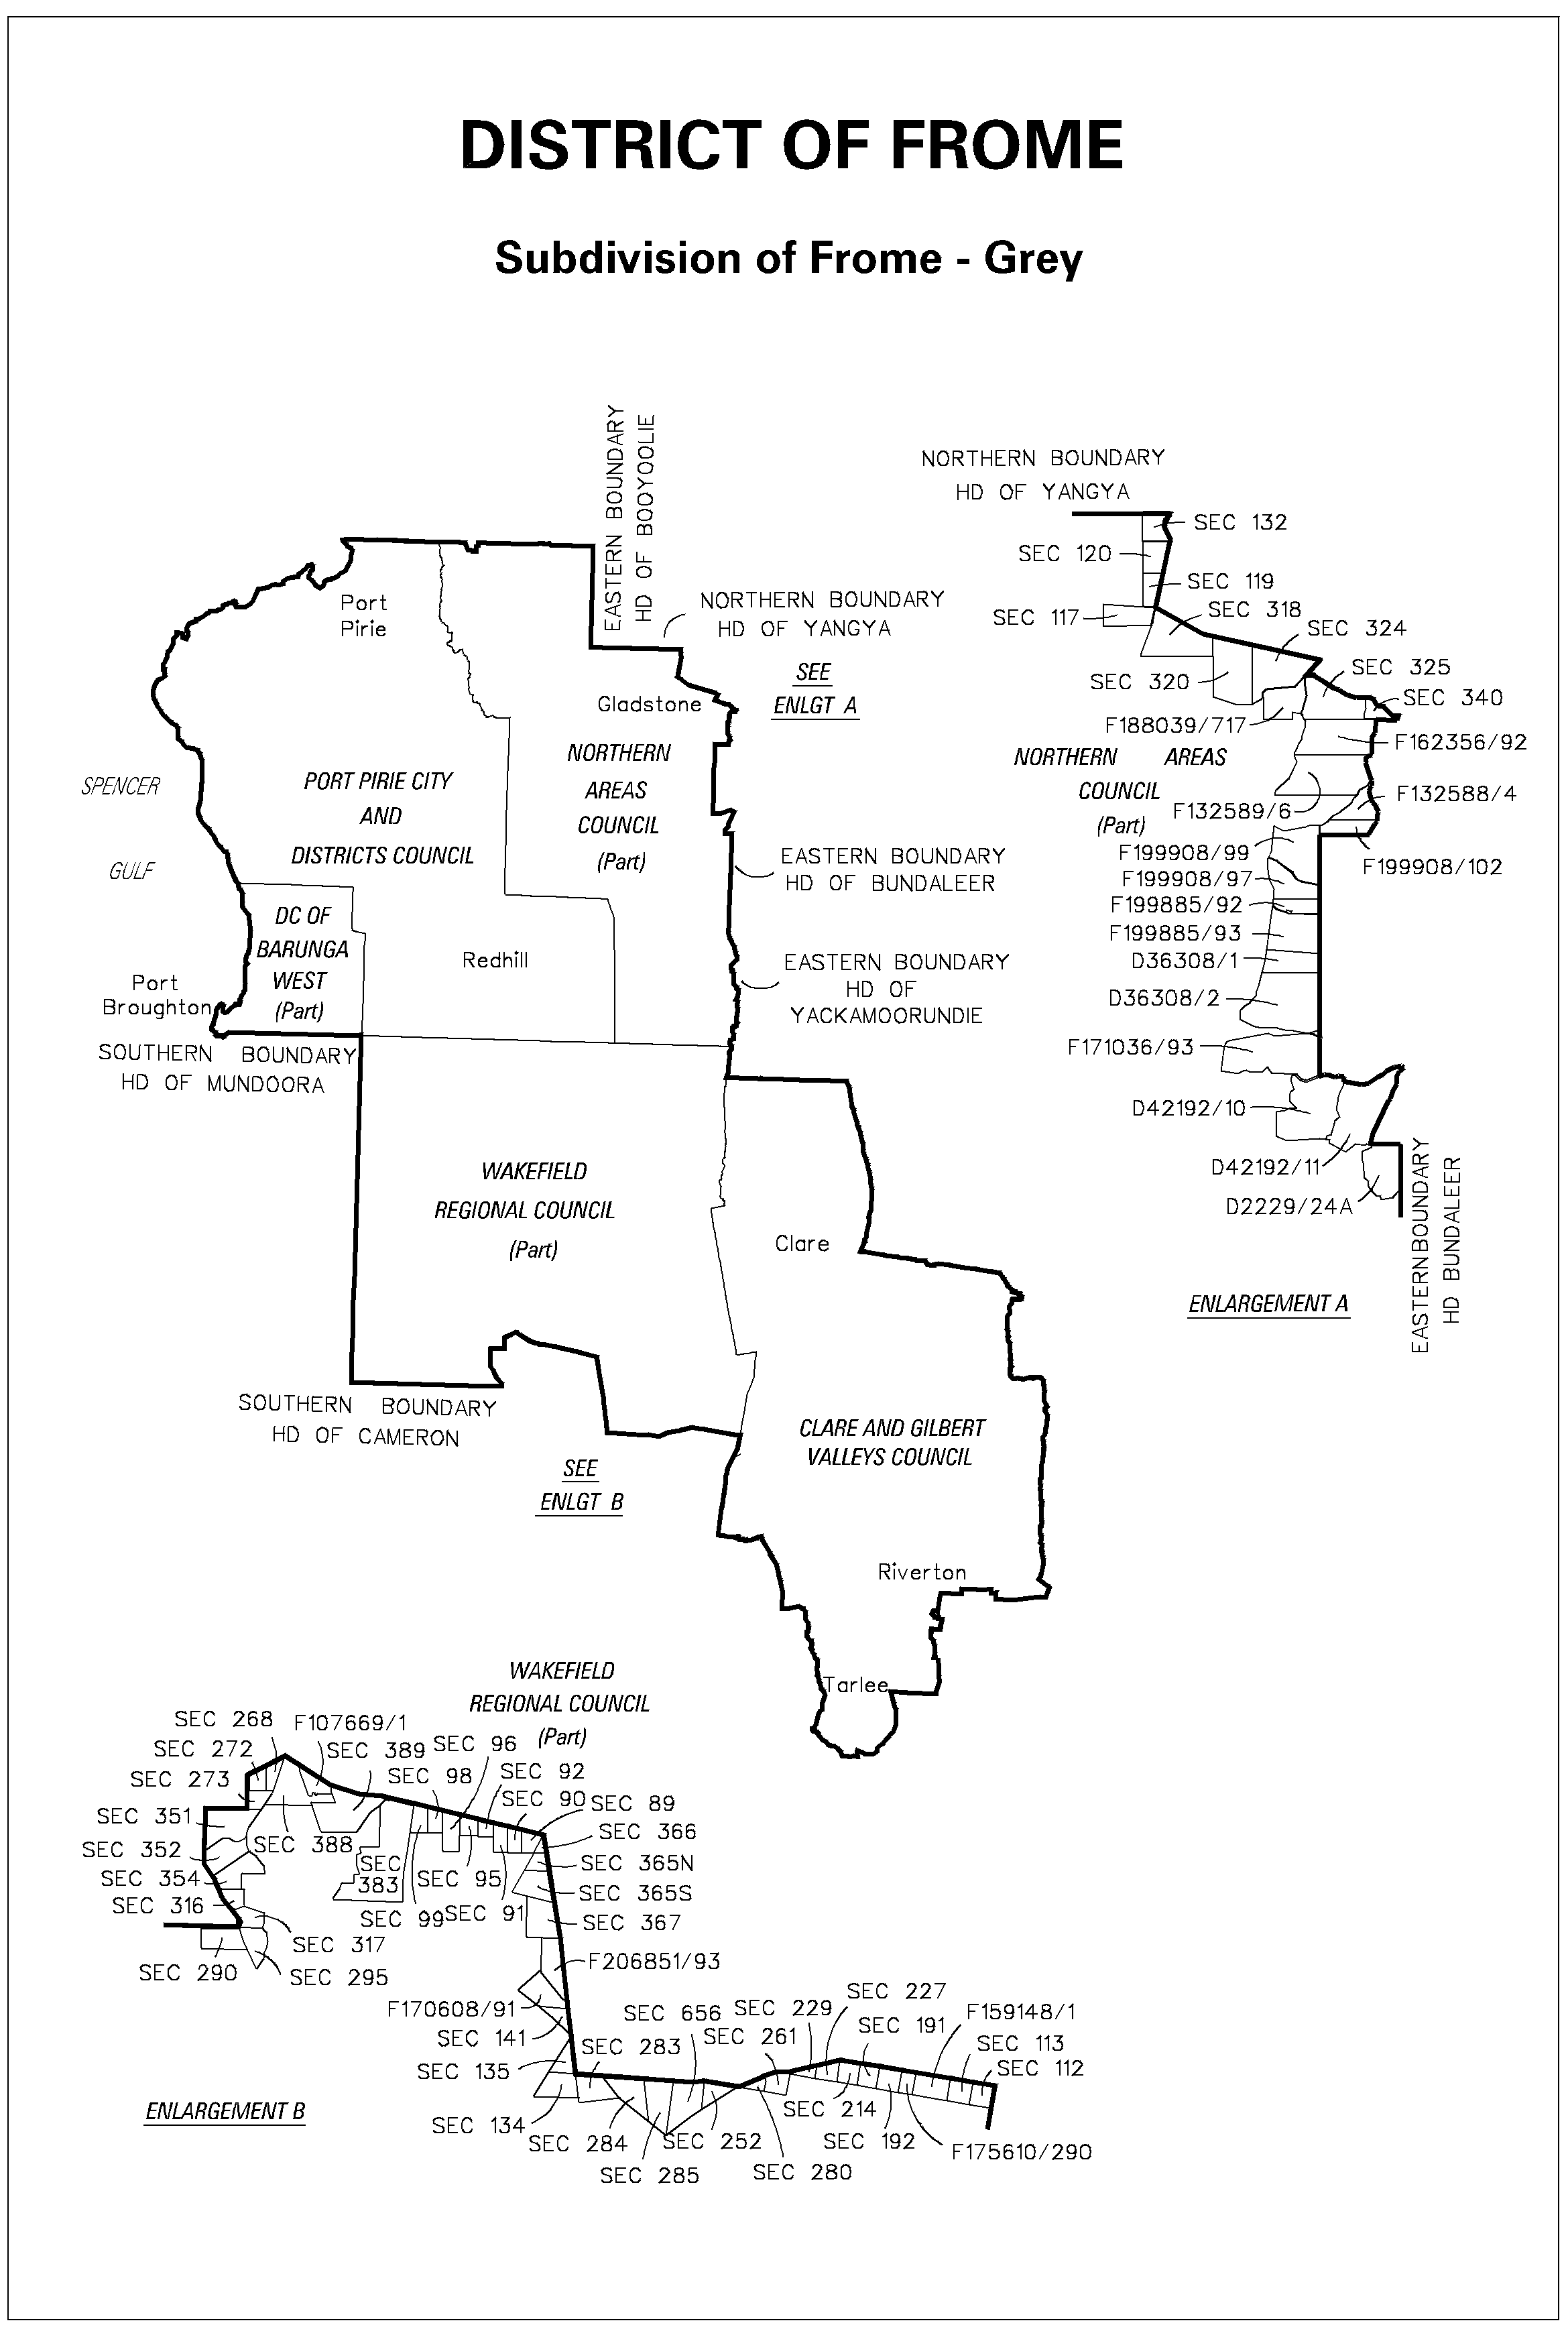 DISTRICT OF FROME
Subdivision of Frome - Grey
EASTERN BOUNDARY
HD OF BOOYOOLIE
NORTHERN BOUNDARY
HD OF YANGYA
SEE
ENLGT A
Port
Pirie
Gladstone
NORTHERN
AREAS
COUNCIL
(Part)
PORT PIRIE CITY
AND
DISTRICTS COUNCIL
SPENCER
GULF
EASTERN BOUNDARY
HD OF BUNDALEER
DC OF
BARUNGA
WEST
(Part)
Redhill
EASTERN BOUNDARY
HD OF
YACKAMOORUNDIE
Port
Broughton
SOUTHERN BOUNDARY
HD OF MUNDOORA
WAKEFIELD
REGIONAL COUNCIL
(Part)
Clare
SOUTHERN BOUNDARY
HD OF CAMERON
SEE
ENLGT B
CLARE AND GILBERT
VALLEYS COUNCIL
Riverton
Tarlee
NORTHERN BOUNDARY
HD OF YANGYA
SEC 132
SEC 120
SEC 119
SEC 117
SEC 318
SEC 324
SEC 320
SEC 325
SEC 340
F188039/717
F162356/92
NORTHERN AREAS
COUNCIL
(Part)
F132589/6
F132588/4
F199908/99
F199908/102
F199908/97
F199885/92
F199885/93
D36308/1
D36308/2
F171036/93
D42192/10
D42192/11
D2229/24A
EASTERN BOUNDARY
HD BUNDALEER
ENLARGEMENT A
WAKEFIELD
REGIONAL COUNCIL
(Part)
SEC 268
F107669/1
SEC 272
SEC 389
SEC 96
SEC 273
SEC 98
SEC 92
SEC 351
SEC 90
SEC 89
SEC 352
SEC 388
SEC 366
SEC 354
SEC
383
SEC 95
SEC 365N
SEC 316
SEC 99
SEC 91
SEC 365S
SEC 317
SEC 367
SEC 290
SEC 295
F206851/93
F170608/91
SEC 141
SEC 135
SEC 134
SEC 283
SEC 656
SEC 229
SEC 227
SEC 261
SEC 191
F159148/1
SEC 113
SEC 112
SEC 284
SEC 285
SEC 252
SEC 280
SEC 214
SEC 192
F175610/290
ENLARGEMENT B